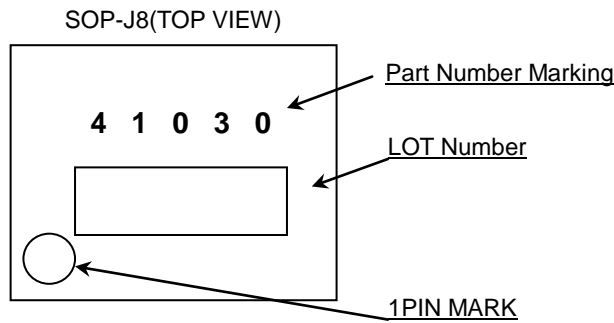 SOP-J8(TOP VIEW)
Part Number Marking
4 1 0 3 0
LOT Number
1PIN MARK